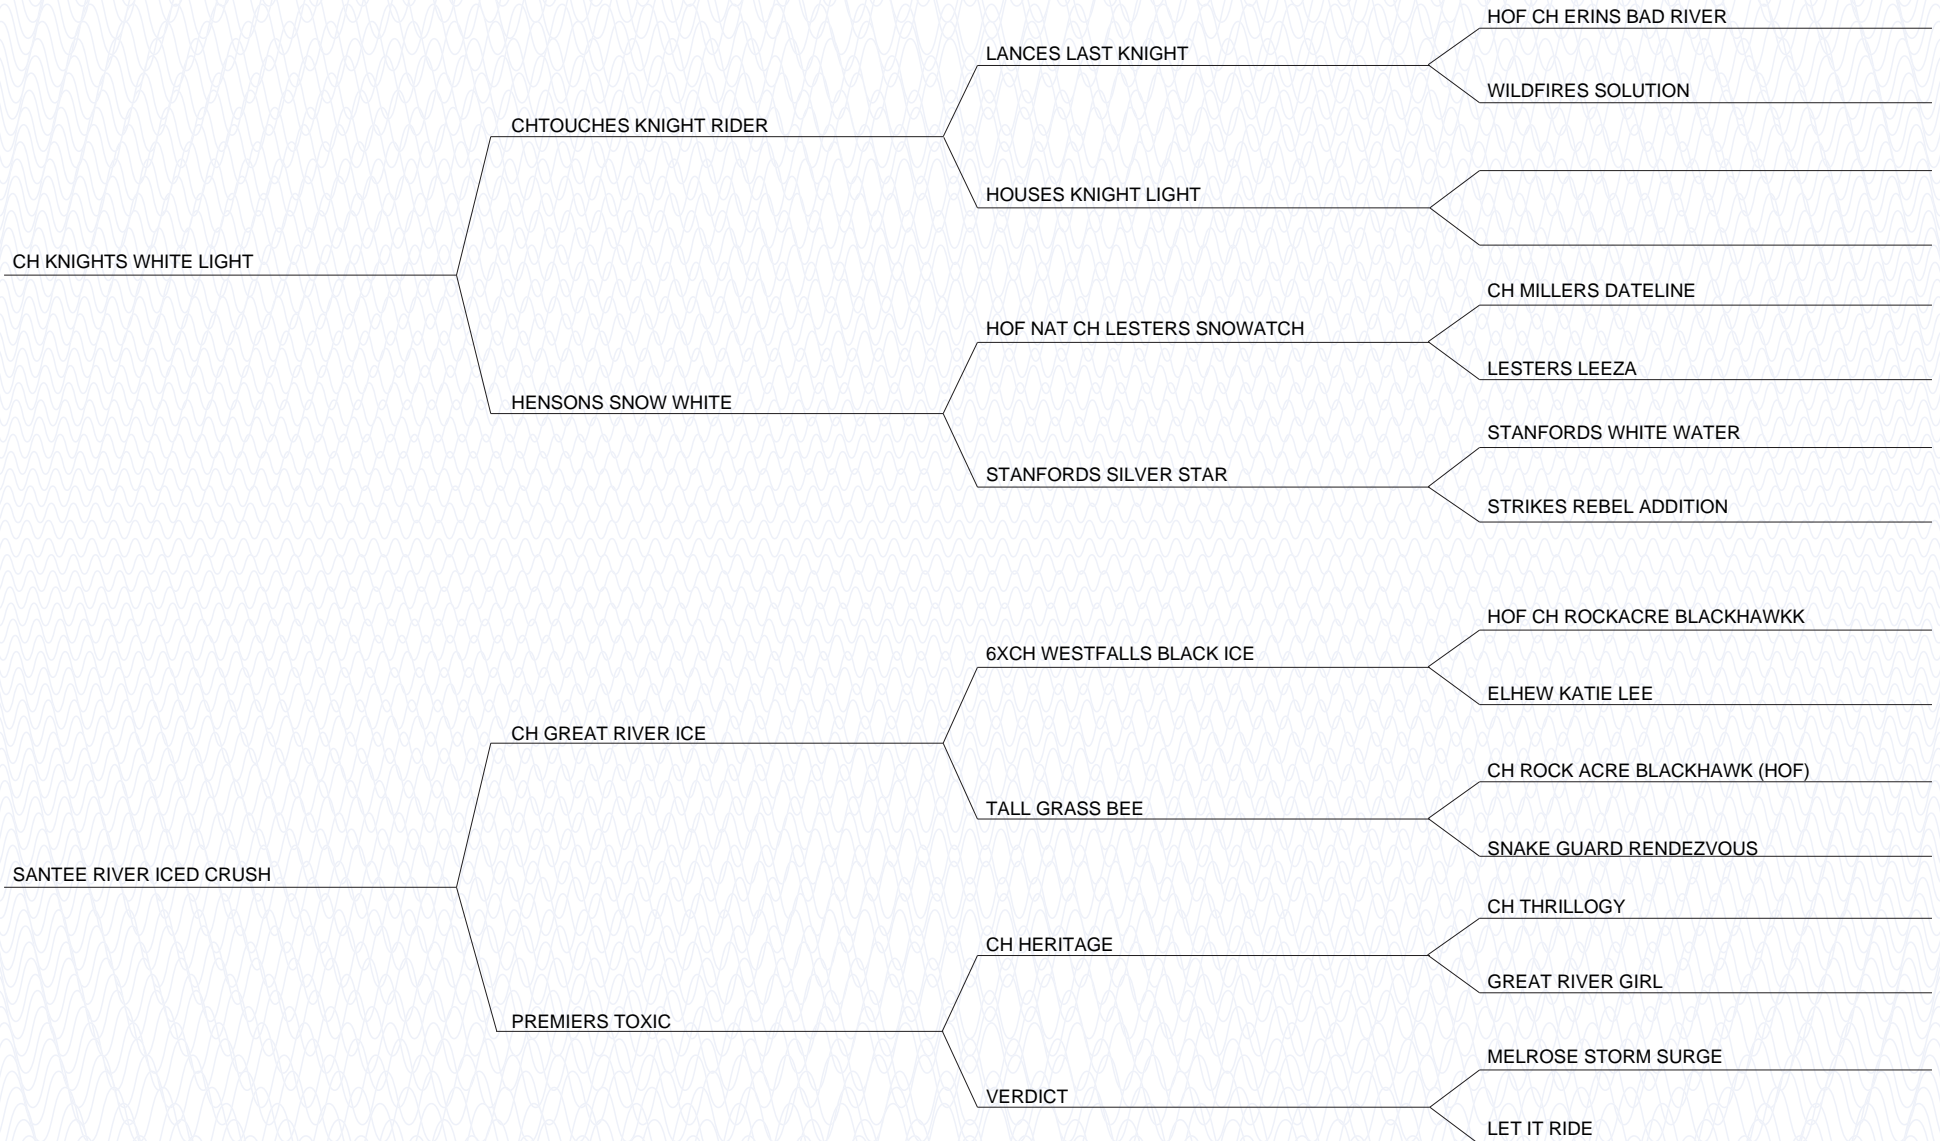 HOF CH ERINS BAD RIVER
LANCES LAST KNIGHT
WILDFIRES SOLUTION
CHTOUCHES KNIGHT RIDER
HOUSES KNIGHT LIGHT
CH KNIGHTS WHITE LIGHT
CH MILLERS DATELINE
HOF NAT CH LESTERS SNOWATCH
LESTERS LEEZA
HENSONS SNOW WHITE
STANFORDS WHITE WATER
STANFORDS SILVER STAR
STRIKES REBEL ADDITION
HOF CH ROCKACRE BLACKHAWKK
6XCH WESTFALLS BLACK ICE
ELHEW KATIE LEE
CH GREAT RIVER ICE
CH ROCK ACRE BLACKHAWK (HOF)
TALL GRASS BEE
SNAKE GUARD RENDEZVOUS
SANTEE RIVER ICED CRUSH
CH THRILLOGY
CH HERITAGE
GREAT RIVER GIRL
PREMIERS TOXIC
MELROSE STORM SURGE
VERDICT
LET IT RIDE